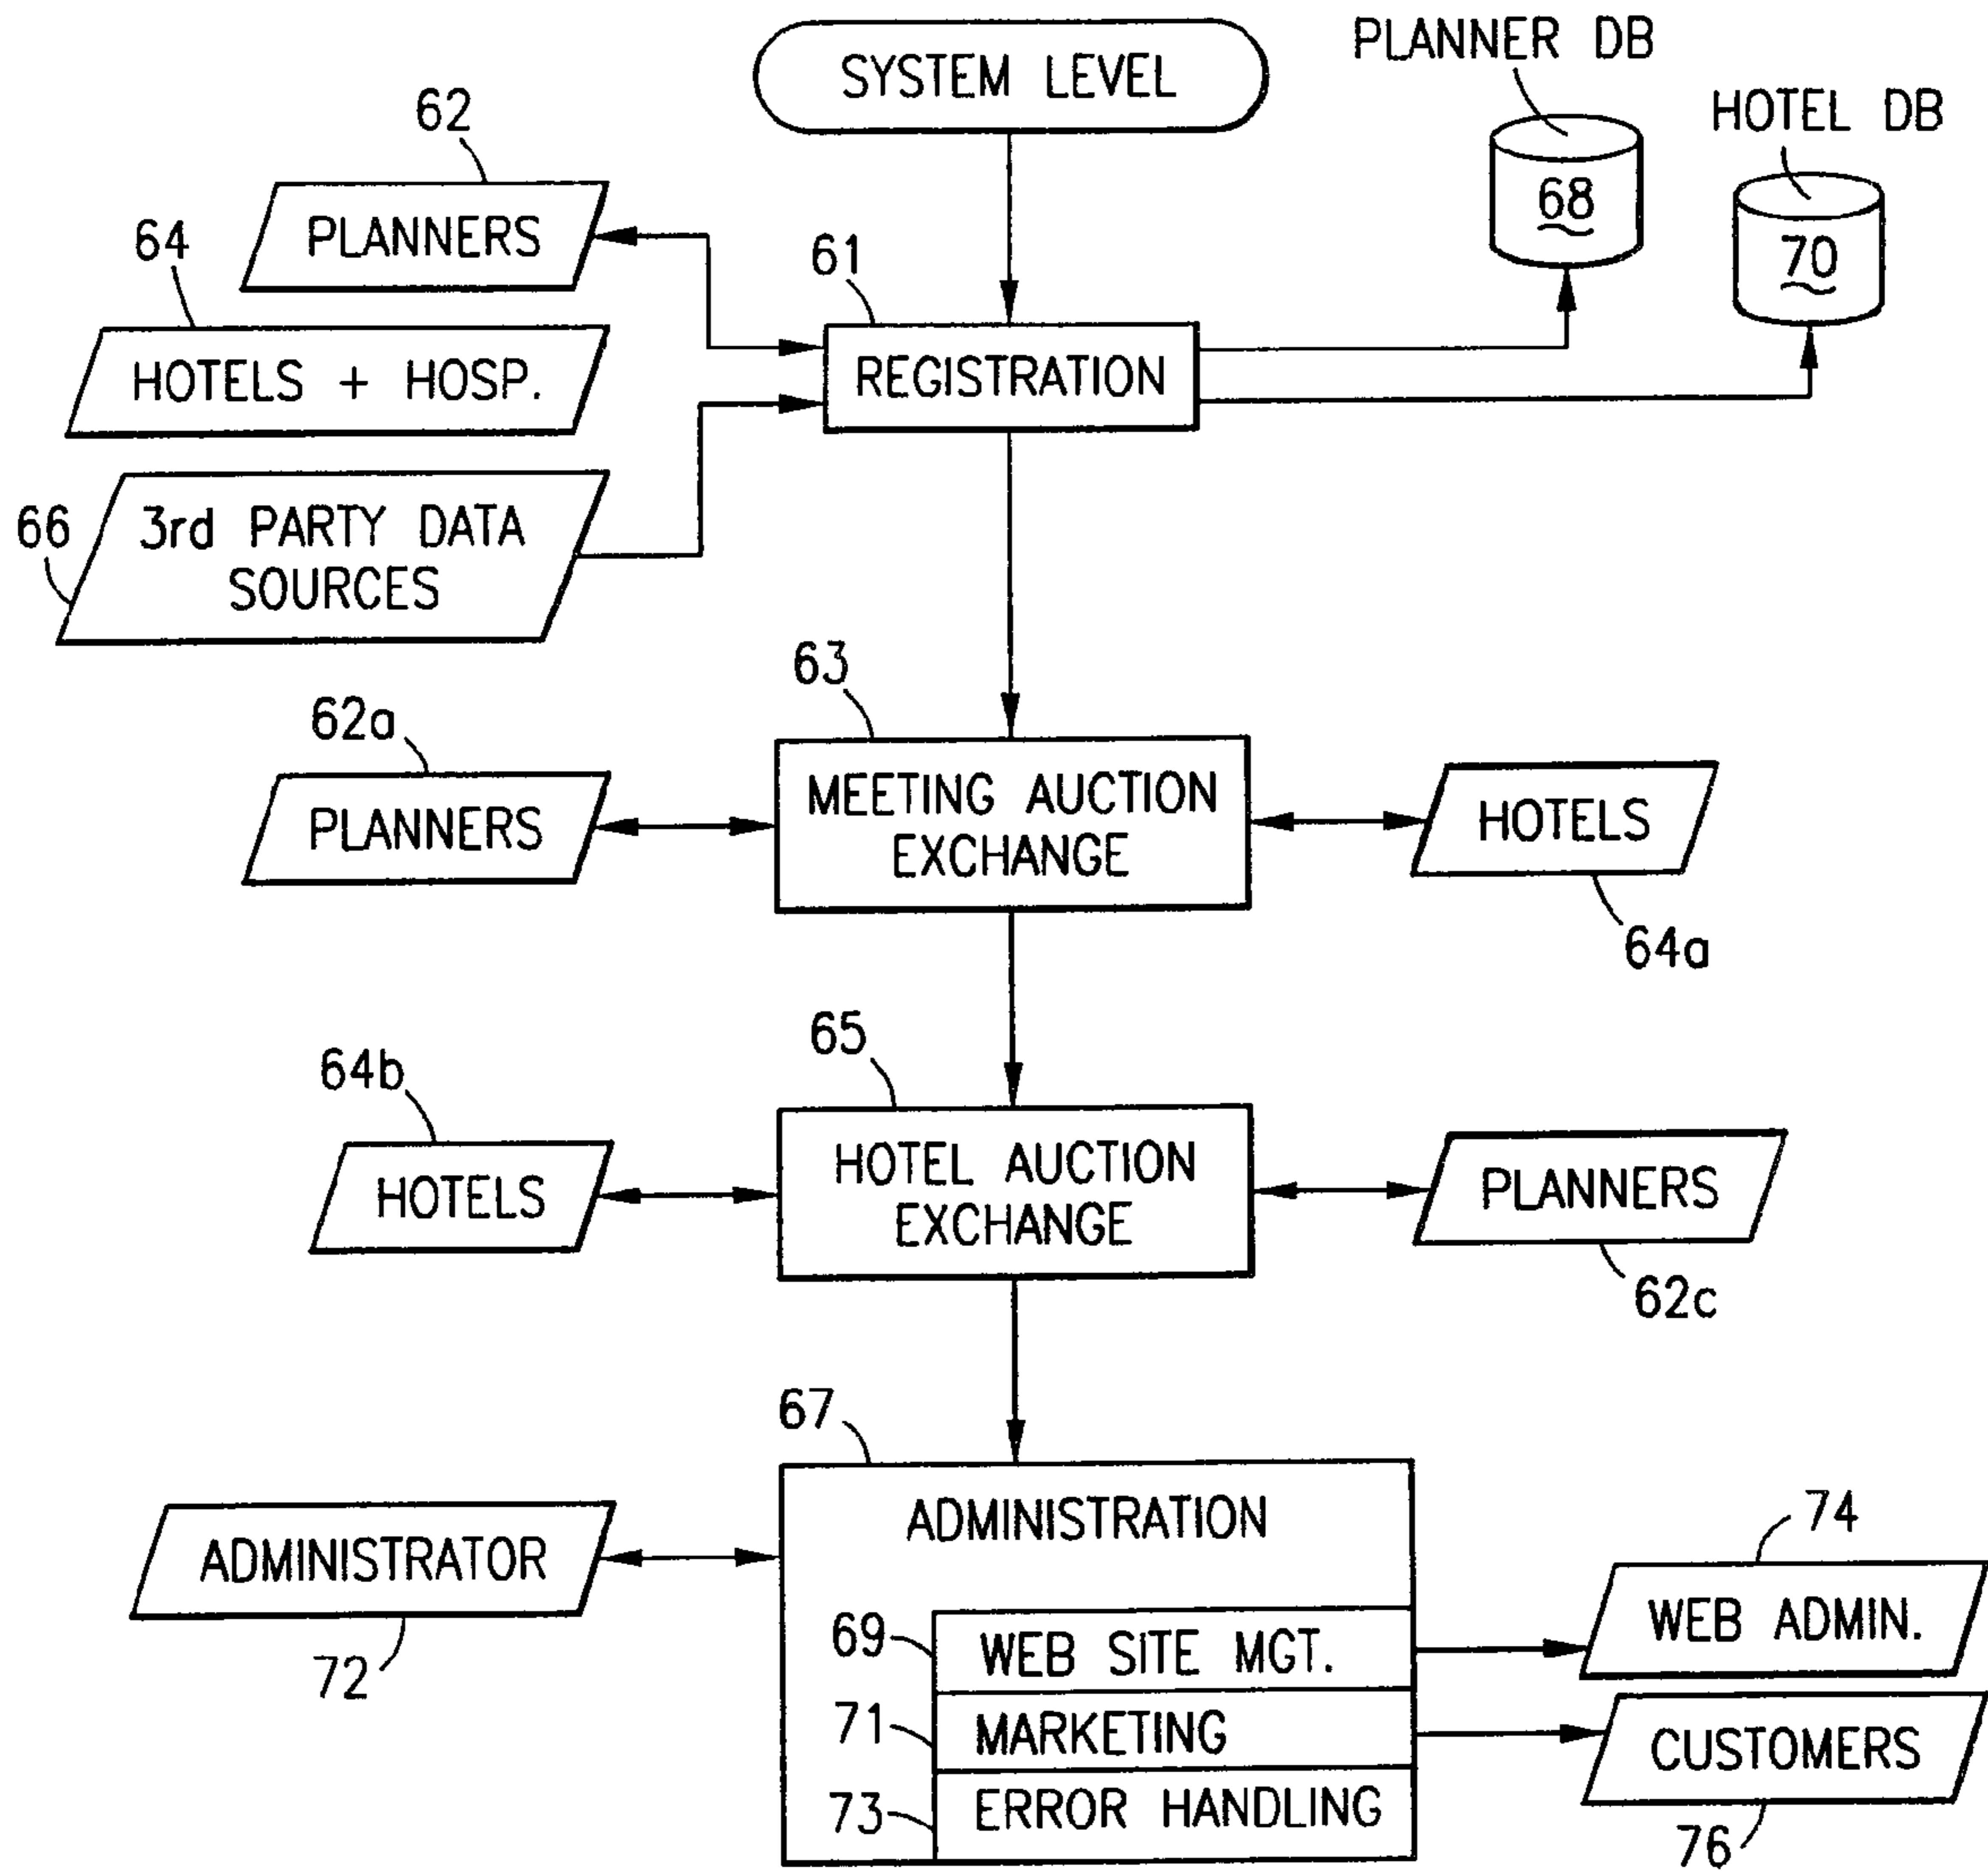 SYSTEM LEVEL
PLANNER DB
HOTEL DB
68
70
62
PLANNERS
64
HOTELS + HOSP.
61
REGISTRATION
66
3rd PARTY DATA
SOURCES
63
MEETING AUCTION
EXCHANGE
62a
PLANNERS
HOTELS
64a
65
HOTEL AUCTION
EXCHANGE
64b
HOTELS
PLANNERS
62c
67
ADMINISTRATION
ADMINISTRATOR
72
69
WEB SITE MGT.
71
MARKETING
73
ERROR HANDLING
74
WEB ADMIN.
CUSTOMERS
76